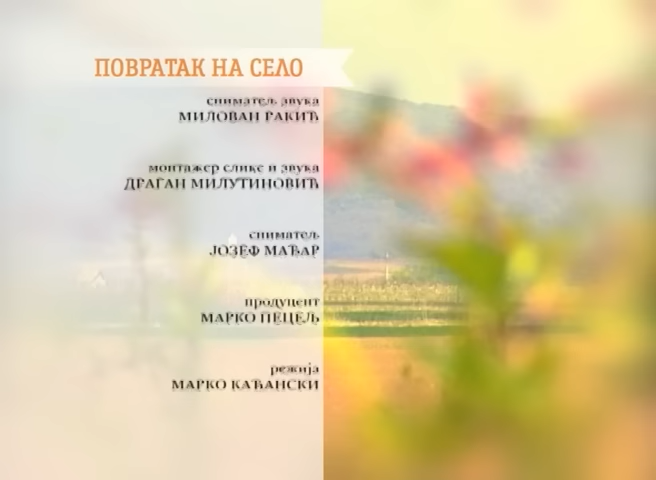 ПОВРАТАК НА СЕЛО
сниматељ звука
МИЛОВАН РАКИЋ
монтажер слике и звука
ДРАГАН МИЛУТИНОВИЋ
сниматељ
ЈОЗЕФ МАЂАР
продуцент
МАРКО ПЕЦЕЉ
режија
МАРКО КАЋАНСКИ